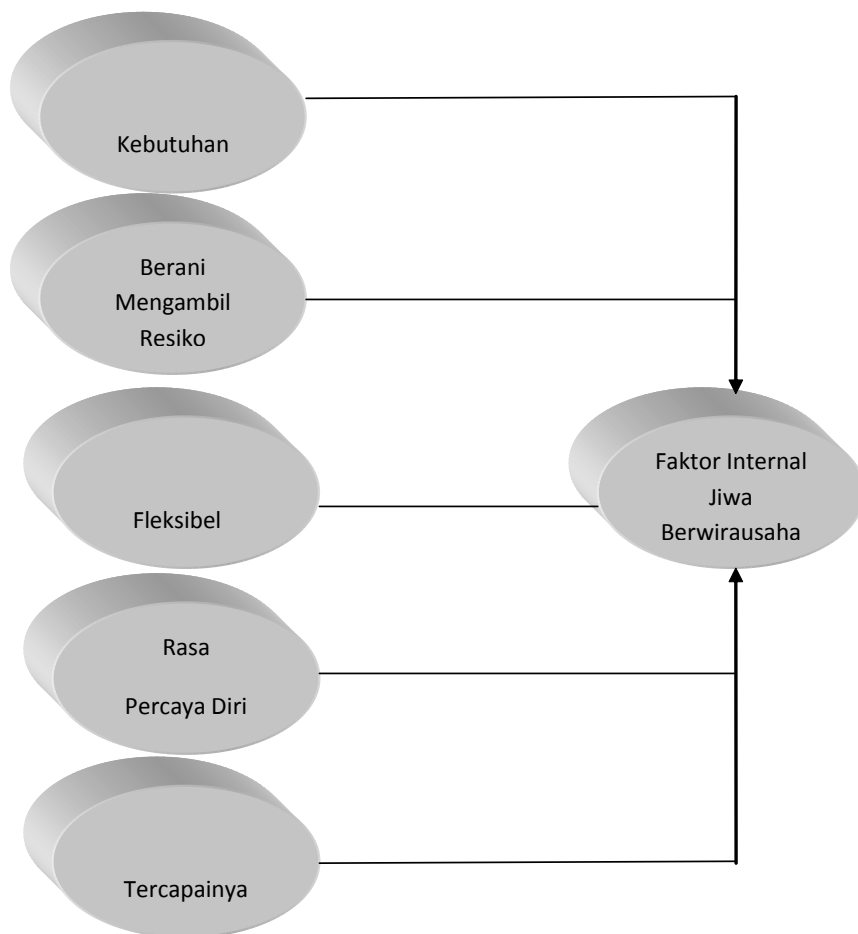 Kebutuhan
Berani
Mengambil
Resiko
Fleksibel
Faktor Internal
Jiwa
Berwirausaha
Rasa
Percaya Diri
Tercapainya